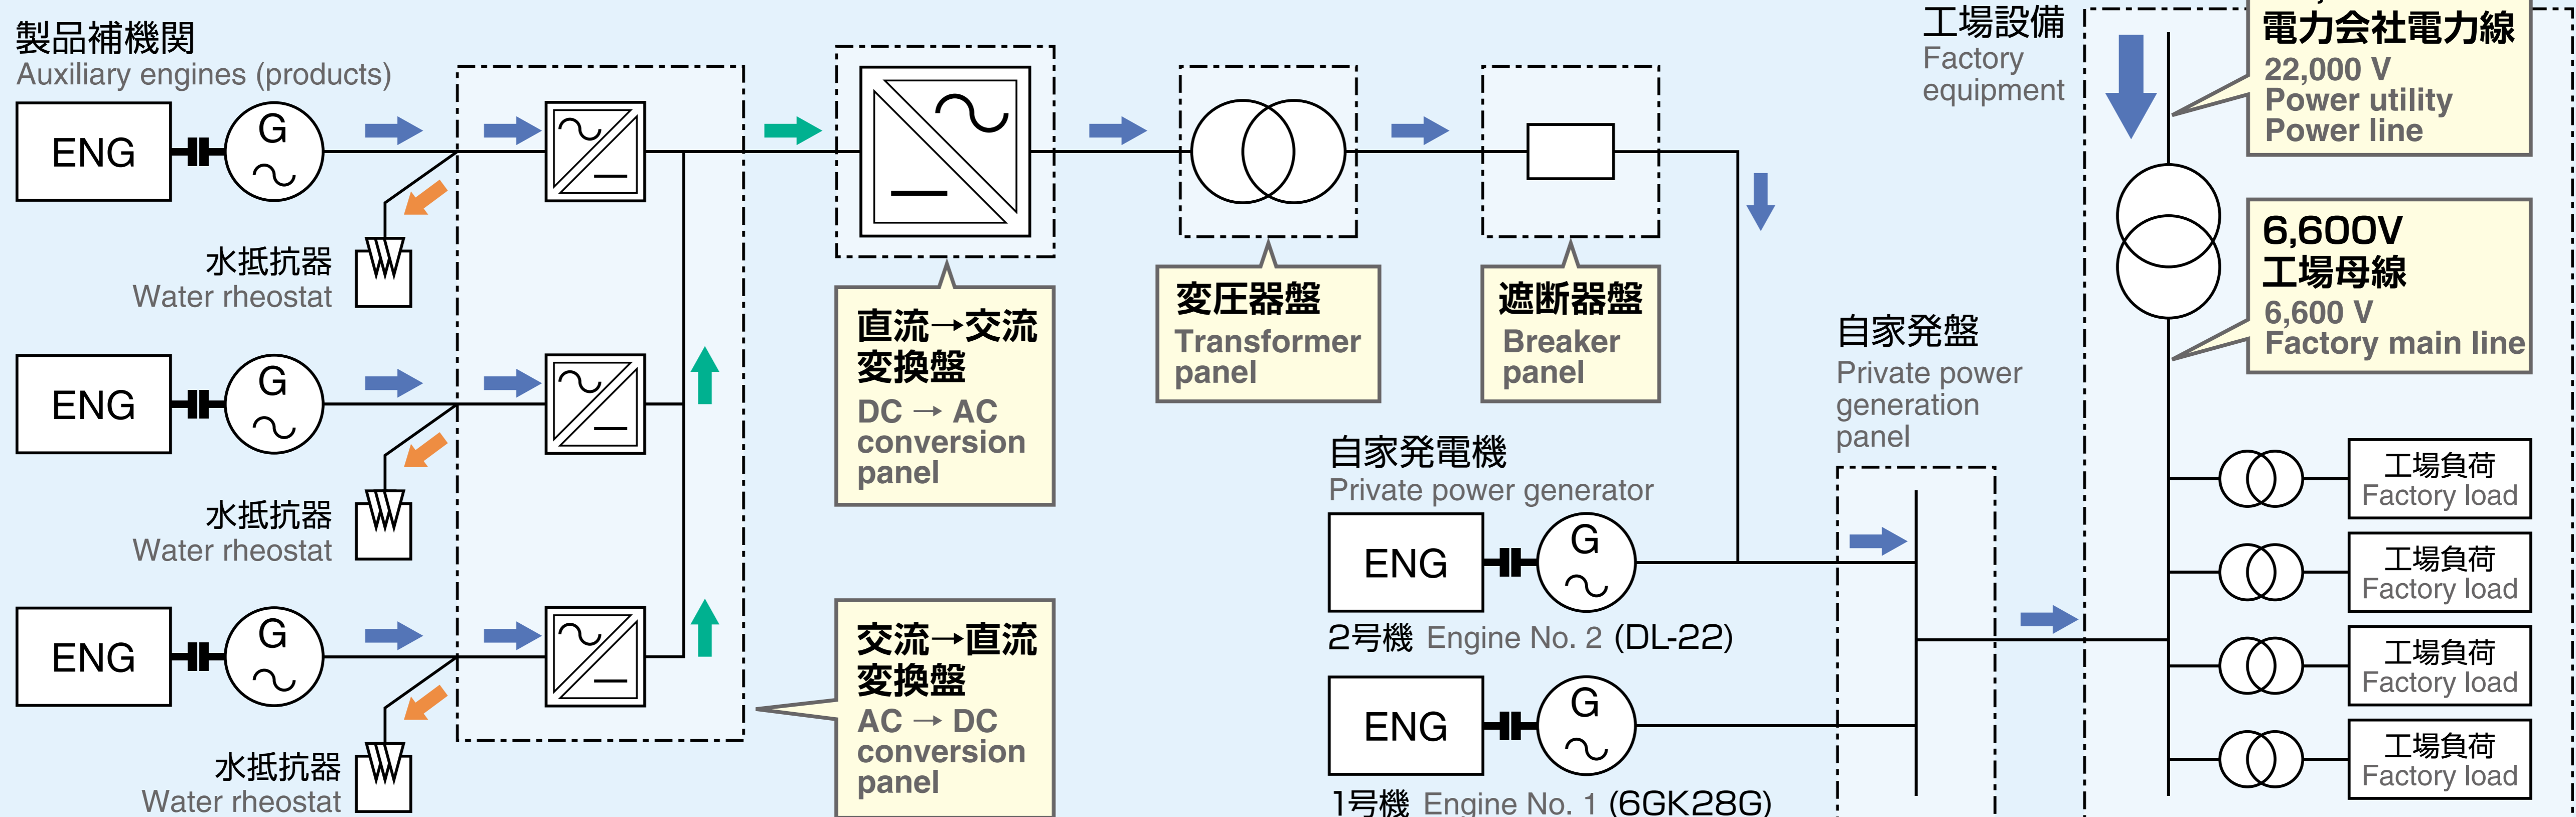 製品補機関
Auxiliary engines (products)
ENG
G
水抵抗器
Water rheostat
ENG
G
水抵抗器
Water rheostat
ENG
G
水抵抗器
Water rheostat
直流→交流
変換盤
DC → AC
conversion
panel
交流→直流
変換盤
AC → DC
conversion
panel
変圧器盤
Transformer
panel
遮断器盤
Breaker
panel
自家発電機
Private power generator
ENG
G
2号機 Engine No. 2 (DL-22)
ENG
G
1号機 Engine No. 1 (6GK28G)
自家発盤
Private power
generation
panel
工場設備
Factory
equipment
電力会社電力線
22,000 V
Power utility
Power line
6,600V
工場母線
6,600 V
Factory main line
工場負荷
Factory load
工場負荷
Factory load
工場負荷
Factory load
工場負荷
Factory load